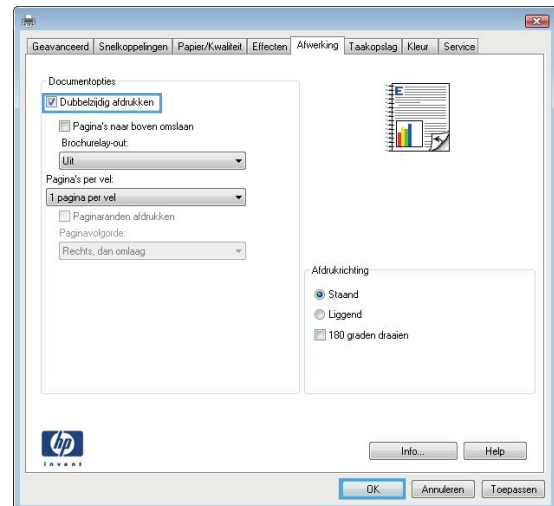 Geavanceerd Snelkoppelingen Papier/Kwaliteit Effecten Afwerking Taakopslag Kleur Service
Documentopties
Dubbelzijdig afdrukken
Pagina's naar boven omslaan
Brochurelay-out:
Uit
Pagina's per vel:
1 pagina per vel
Paginaranden afdrukken
Paginavolgorde:
Rechts, dan omlaag
E
Afdrukrichting
Staand
Liggend
180 graden draaien
hp
invent
Info... Help
OK Annuleren Toepassen